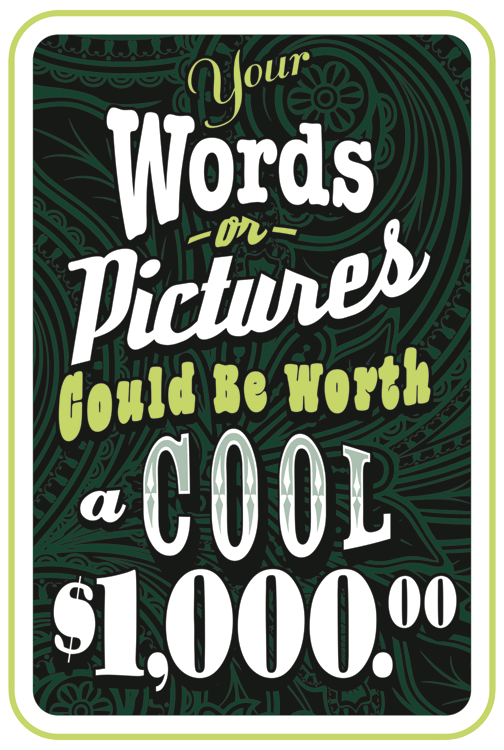 Your
Words
-or-
Pictures
Could Be Worth
a COOL
$1,000.00